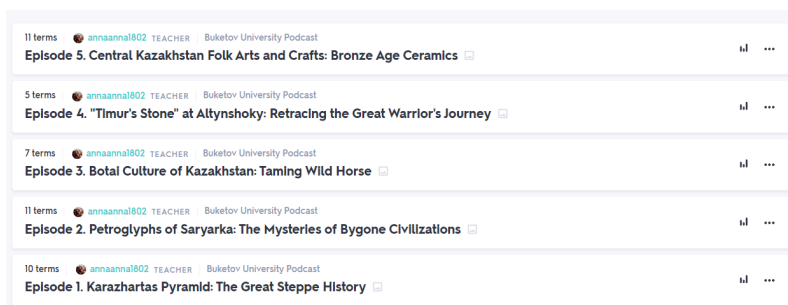 11 terms annaanna1802 TEACHER Buketov University Podcast
Episode 5. Central Kazakhstan Folk Arts and Crafts: Bronze Age Ceramics
5 terms annaanna1802 TEACHER Buketov University Podcast
Episode 4. "Timur's Stone" at Altynshoky: Retracing the Great Warrior's Journey
7 terms annaanna1802 TEACHER Buketov University Podcast
Episode 3. Botai Culture of Kazakhstan: Taming Wild Horse
11 terms annaanna1802 TEACHER Buketov University Podcast
Episode 2. Petroglyphs of Saryarka: The Mysteries of Bygone Civilizations
10 terms annaanna1802 TEACHER Buketov University Podcast
Episode 1. Karazhartas Pyramid: The Great Steppe History